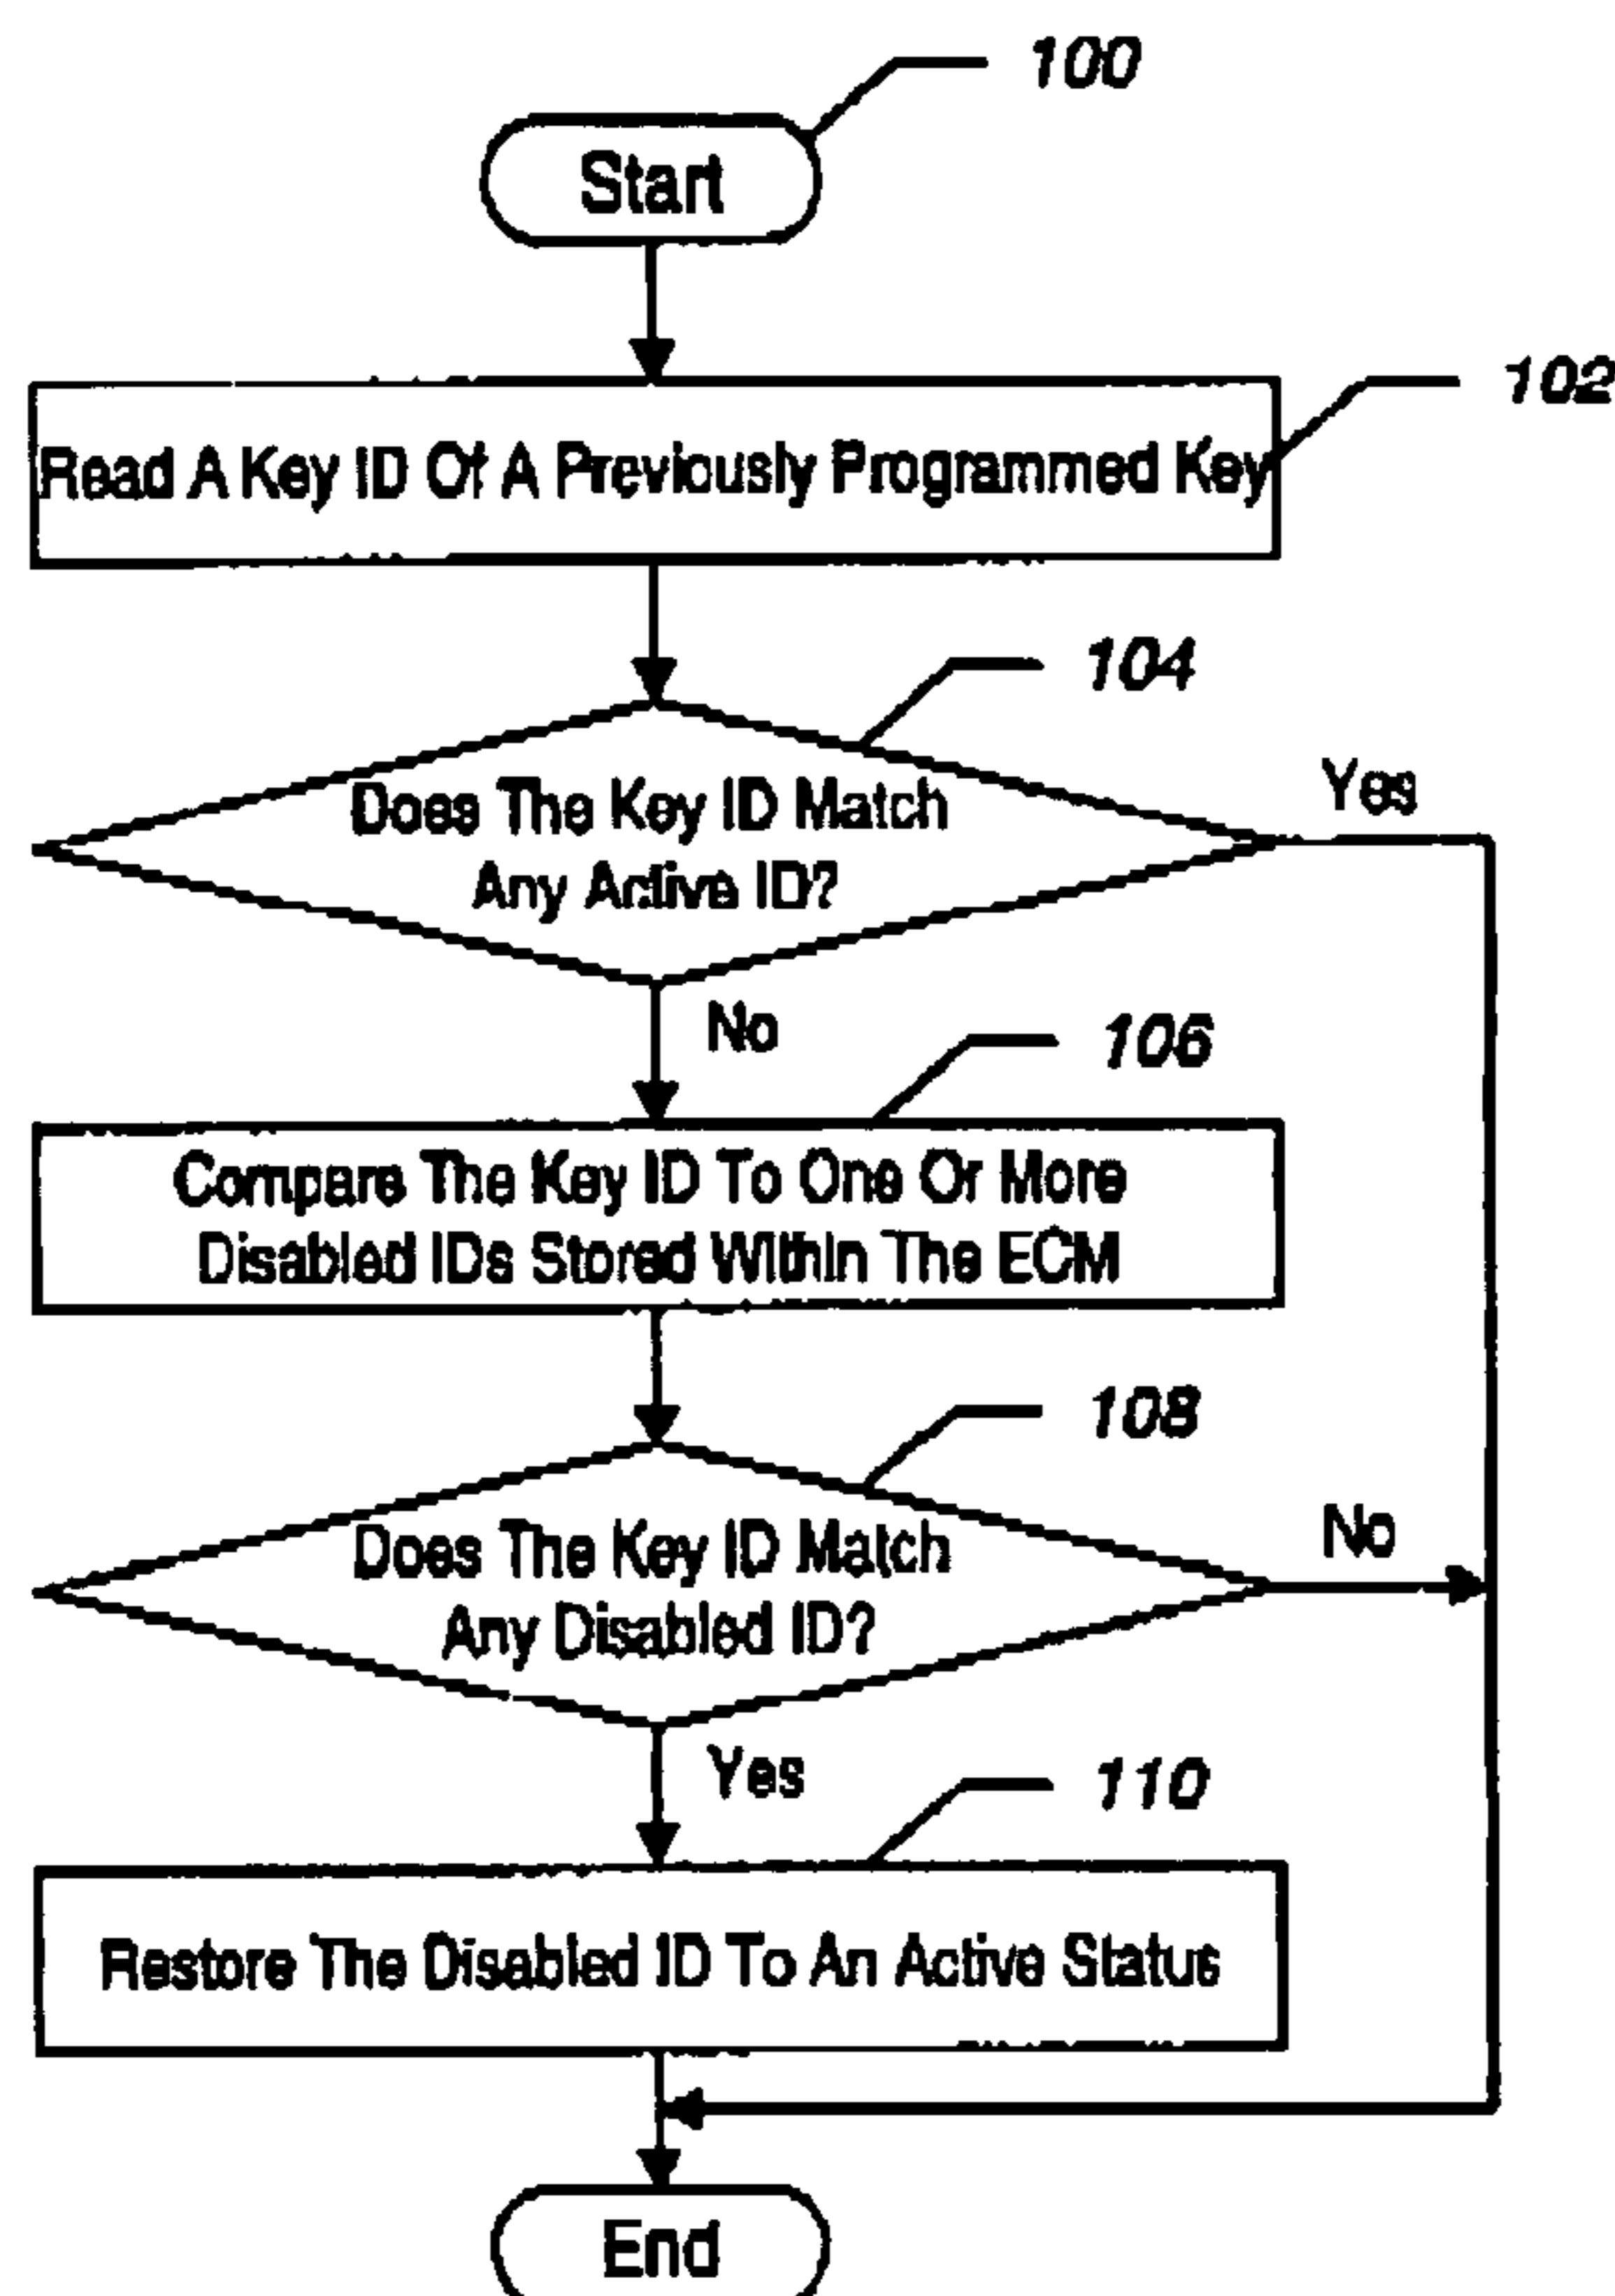 100
Start
102
Read A Key ID Of A Previously Programmed Key
104
Does The Key ID Match
Any Active ID?
Yes
No
106
Compare The Key ID To One Or More
Disabled IDs Stored Within The ECM
108
Does The Key ID Match
Any Disabled ID?
No
Yes
110
Restore The Disabled ID To An Active Status
End